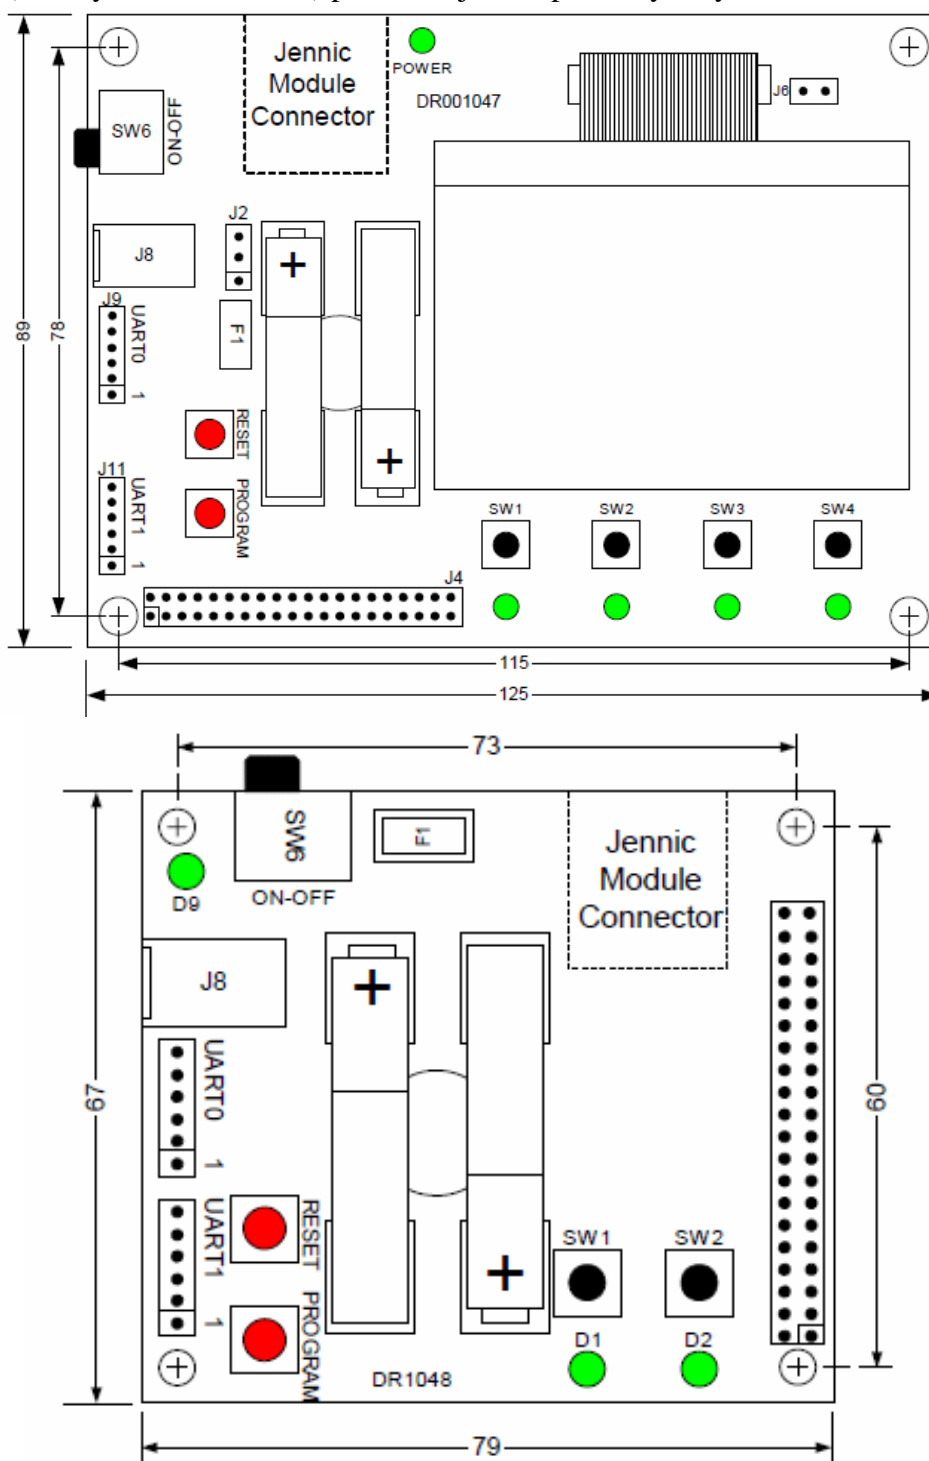 Jennic
Module
Connector
POWER
DR001047
J6
SW6
ON-OFF
J2
J8
+
J9
UART0
1
F1
89
78
RESET
+
J11
UART1
1
PROGRAM
SW1
SW2
SW3
SW4
J4
115
125
73
SW6
F1
Jennic
Module
Connector
D9
ON-OFF
J8
+
UART0
1
67
60
UART1
1
RESET
SW1
SW2
+
PROGRAM
D1
D2
DR1048
79